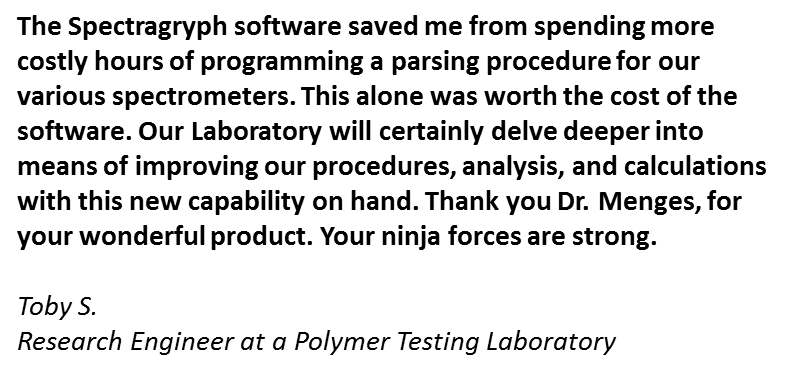 The Spectragryph software saved me from spending more
costly hours of programming a parsing procedure for our
various spectrometers. This alone was worth the cost of the
software. Our Laboratory will certainly delve deeper into
means of improving our procedures, analysis, and calculations
with this new capability on hand. Thank you Dr. Menges, for
your wonderful product. Your ninja forces are strong.
Toby S.
Research Engineer at a Polymer Testing Laboratory